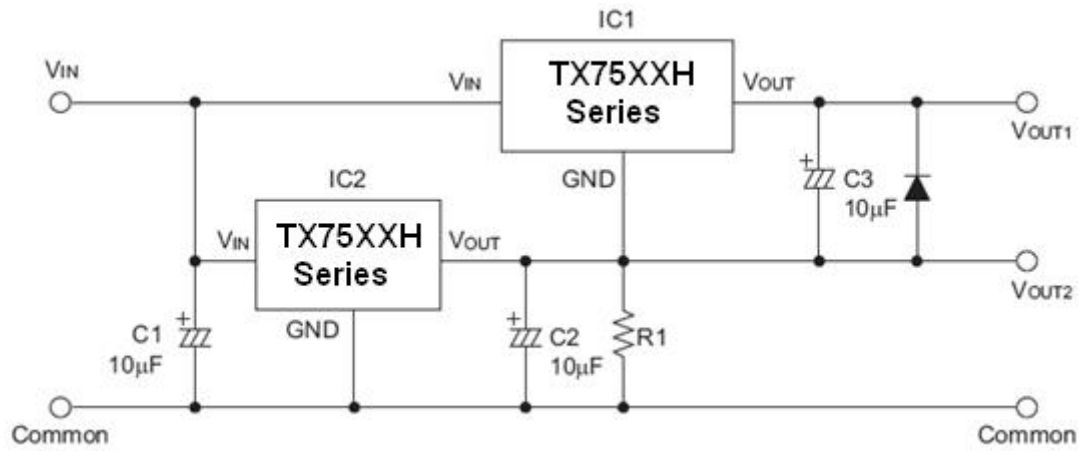 IC1
VIN
VIN
TX75XXH
Series
VOUT
VOUT1
GND
C3
10μF
IC2
VIN
TX75XXH
Series
VOUT
VOUT2
GND
C1
10μF
C2
10μF
R1
Common
Common